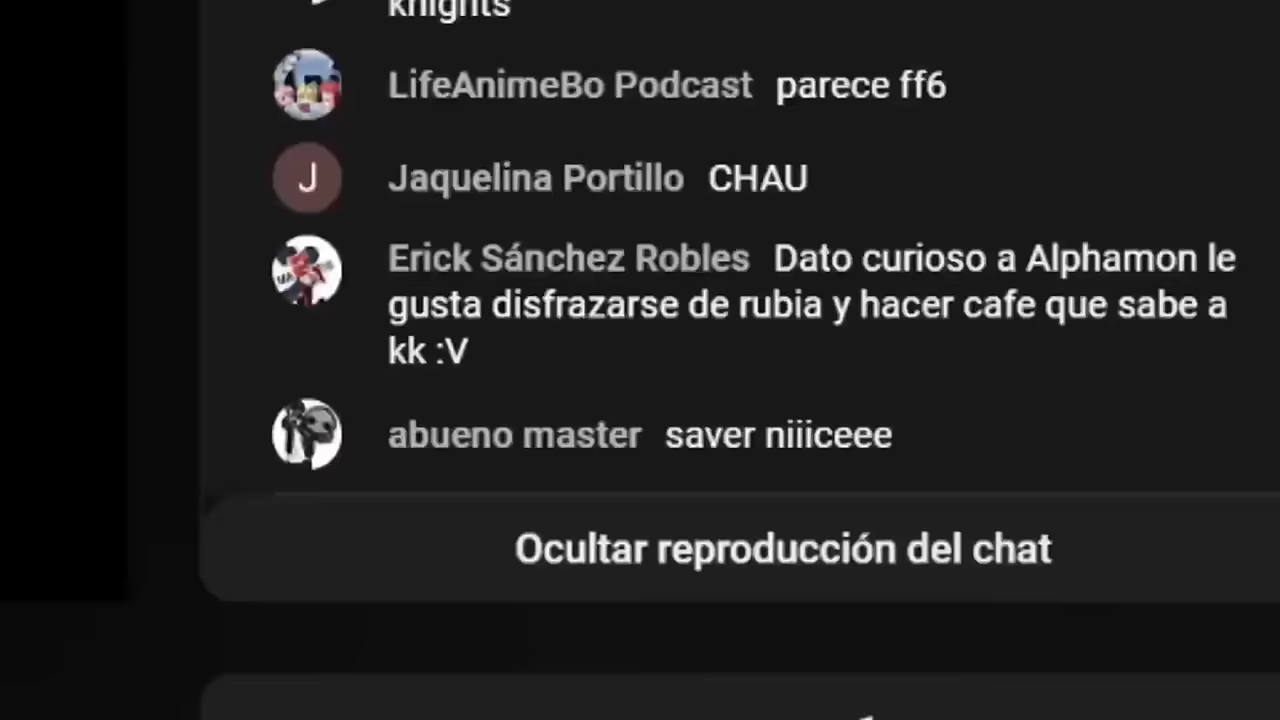 knights
LifeAnimeBo Podcast parece ff6
J
Jaquelina Portillo CHAU
Erick Sánchez Robles Dato curioso a Alphamon le
gusta disfrazarse de rubia y hacer cafe que sabe a
kk :V
abueno master saver niiiceee
Ocultar reproducción del chat